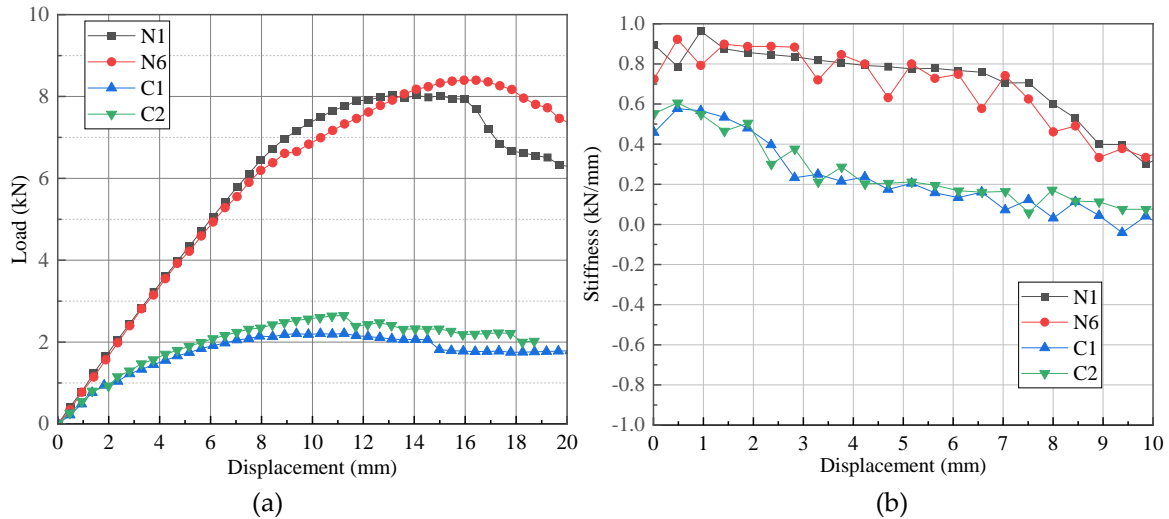 10
8
6
4
2
0
Load (kN)
N1
N6
C1
C2
0 2 4 6 8 10 12 14 16 18 20
Displacement (mm)
(a)
1.0
0.8
0.6
0.4
0.2
0.0
-0.2
-0.4
-0.6
-0.8
-1.0
Stiffness (kN/mm)
N1
N6
C1
C2
0 1 2 3 4 5 6 7 8 9 10
Displacement (mm)
(b)